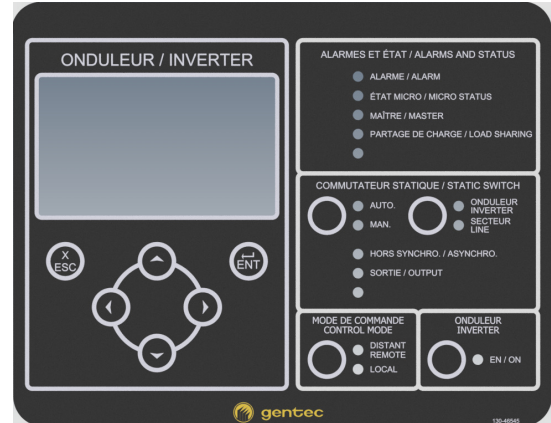 ONDULEUR / INVERTER
X
ESC
ENT
ALARMES ET ÉTAT / ALARMS AND STATUS
ALARME / ALARM
ÉTAT MICRO / MICRO STATUS
MAÎTRE / MASTER
PARTAGE DE CHARGE / LOAD SHARING
COMMUTATEUR STATIQUE / STATIC SWITCH
AUTO.
MAN.
ONDULEUR
INVERTER
SECTEUR
LINE
HORS SYNCHRO. / ASYNCHRO.
SORTIE / OUTPUT
MODE DE COMMANDE
CONTROL MODE
DISTANT
REMOTE
LOCAL
ONDULEUR
INVERTER
EN / ON
gentec
130-46545